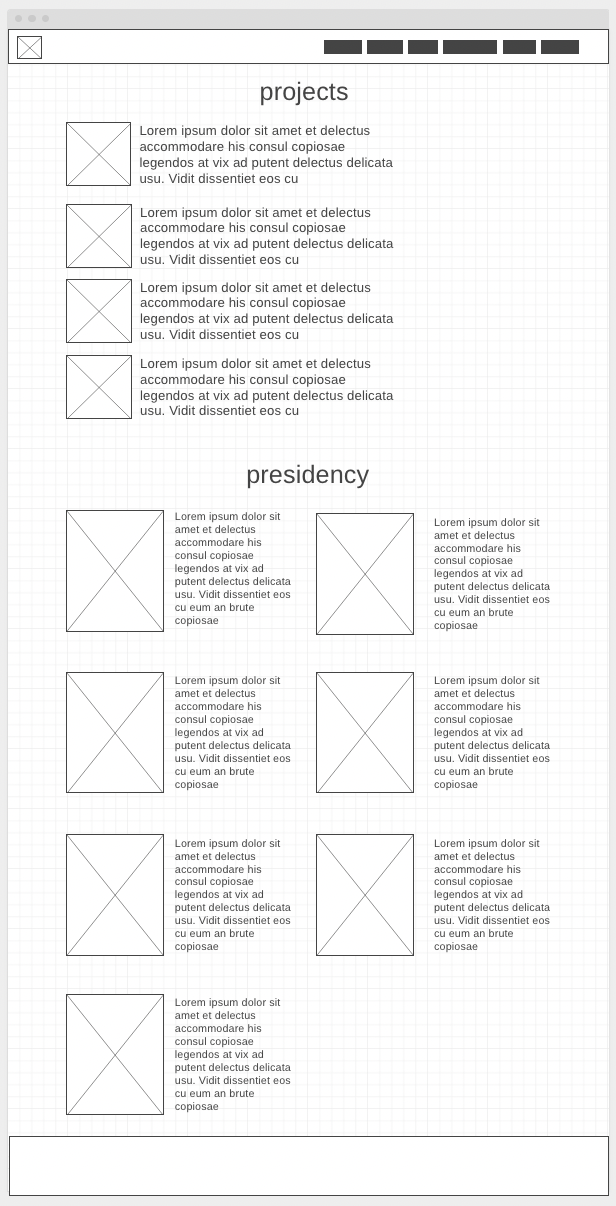 projects
Lorem ipsum dolor sit amet et delectus
accommodare his consul copiosae
legendos at vix ad putent delectus delicata
usu. Vidit dissentiet eos cu
Lorem ipsum dolor sit amet et delectus
accommodare his consul copiosae
legendos at vix ad putent delectus delicata
usu. Vidit dissentiet eos cu
Lorem ipsum dolor sit amet et delectus
accommodare his consul copiosae
legendos at vix ad putent delectus delicata
usu. Vidit dissentiet eos cu
Lorem ipsum dolor sit amet et delectus
accommodare his consul copiosae
legendos at vix ad putent delectus delicata
usu. Vidit dissentiet eos cu
presidency
Lorem ipsum dolor sit
amet et delectus
accommodare his
consul copiosae
legendos at vix ad
putent delectus delicata
usu. Vidit dissentiet eos
cu eum an brute
copiosae
Lorem ipsum dolor sit
amet et delectus
accommodare his
consul copiosae
legendos at vix ad
putent delectus delicata
usu. Vidit dissentiet eos
cu eum an brute
copiosae
Lorem ipsum dolor sit
amet et delectus
accommodare his
consul copiosae
legendos at vix ad
putent delectus delicata
usu. Vidit dissentiet eos
cu eum an brute
copiosae
Lorem ipsum dolor sit
amet et delectus
accommodare his
consul copiosae
legendos at vix ad
putent delectus delicata
usu. Vidit dissentiet eos
cu eum an brute
copiosae
Lorem ipsum dolor sit
amet et delectus
accommodare his
consul copiosae
legendos at vix ad
putent delectus delicata
usu. Vidit dissentiet eos
cu eum an brute
copiosae
Lorem ipsum dolor sit
amet et delectus
accommodare his
consul copiosae
legendos at vix ad
putent delectus delicata
usu. Vidit dissentiet eos
cu eum an brute
copiosae
Lorem ipsum dolor sit
amet et delectus
accommodare his
consul copiosae
legendos at vix ad
putent delectus delicata
usu. Vidit dissentiet eos
cu eum an brute
copiosae